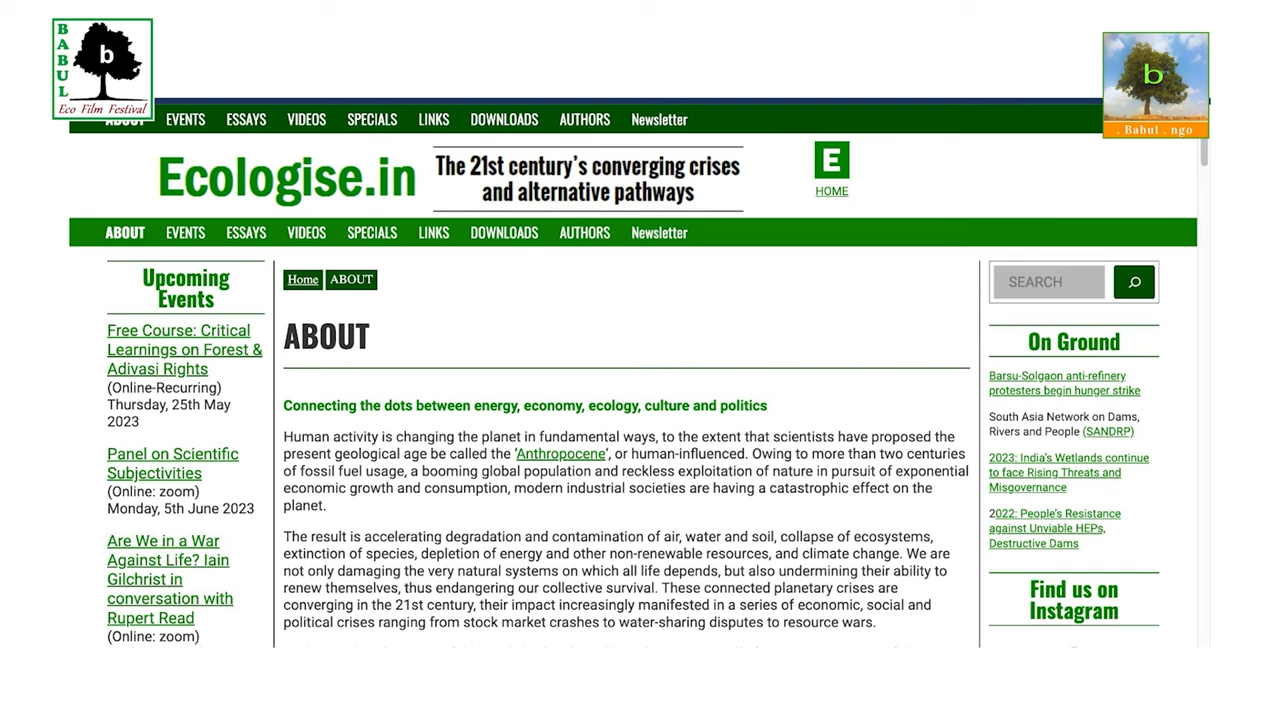 BABUL
b
Eco Film Festival
b
. Babul . ngo
ABOUT EVENTS ESSAYS VIDEOS SPECIALS LINKS DOWNLOADS AUTHORS Newsletter
Ecologise.in
The 21st century's converging crises
and alternative pathways
E
HOME
ABOUT EVENTS ESSAYS VIDEOS SPECIALS LINKS DOWNLOADS AUTHORS Newsletter
Upcoming
Events
Free Course: Critical
Learnings on Forest &
Adivasi Rights
(Online-Recurring)
Thursday, 25th May
2023
Panel on Scientific
Subjectivities
(Online: zoom)
Monday, 5th June 2023
Are We in a War
Against Life? Iain
Gilchrist in
conversation with
Rupert Read
(Online: zoom)
Home ABOUT
ABOUT
Connecting the dots between energy, economy, ecology, culture and politics
Human activity is changing the planet in fundamental ways, to the extent that scientists have proposed the
present geological age be called the 'Anthropocene', or human-influenced. Owing to more than two centuries
of fossil fuel usage, a booming global population and reckless exploitation of nature in pursuit of exponential
economic growth and consumption, modern industrial societies are having a catastrophic effect on the
planet.
The result is accelerating degradation and contamination of air, water and soil, collapse of ecosystems,
extinction of species, depletion of energy and other non-renewable resources, and climate change. We are
not only damaging the very natural systems on which all life depends, but also undermining their ability to
renew themselves, thus endangering our collective survival. These connected planetary crises are
converging in the 21st century, their impact increasingly manifested in a series of economic, social and
political crises ranging from stock market crashes to water-sharing disputes to resource wars.
SEARCH
On Ground
Barsu-Solgaon anti-refinery
protesters begin hunger strike
South Asia Network on Dams,
Rivers and People (SANDRP)
2023: India's Wetlands continue
to face Rising Threats and
Misgovernance
2022: People's Resistance
against Unviable HEPs,
Destructive Dams
Find us on
Instagram